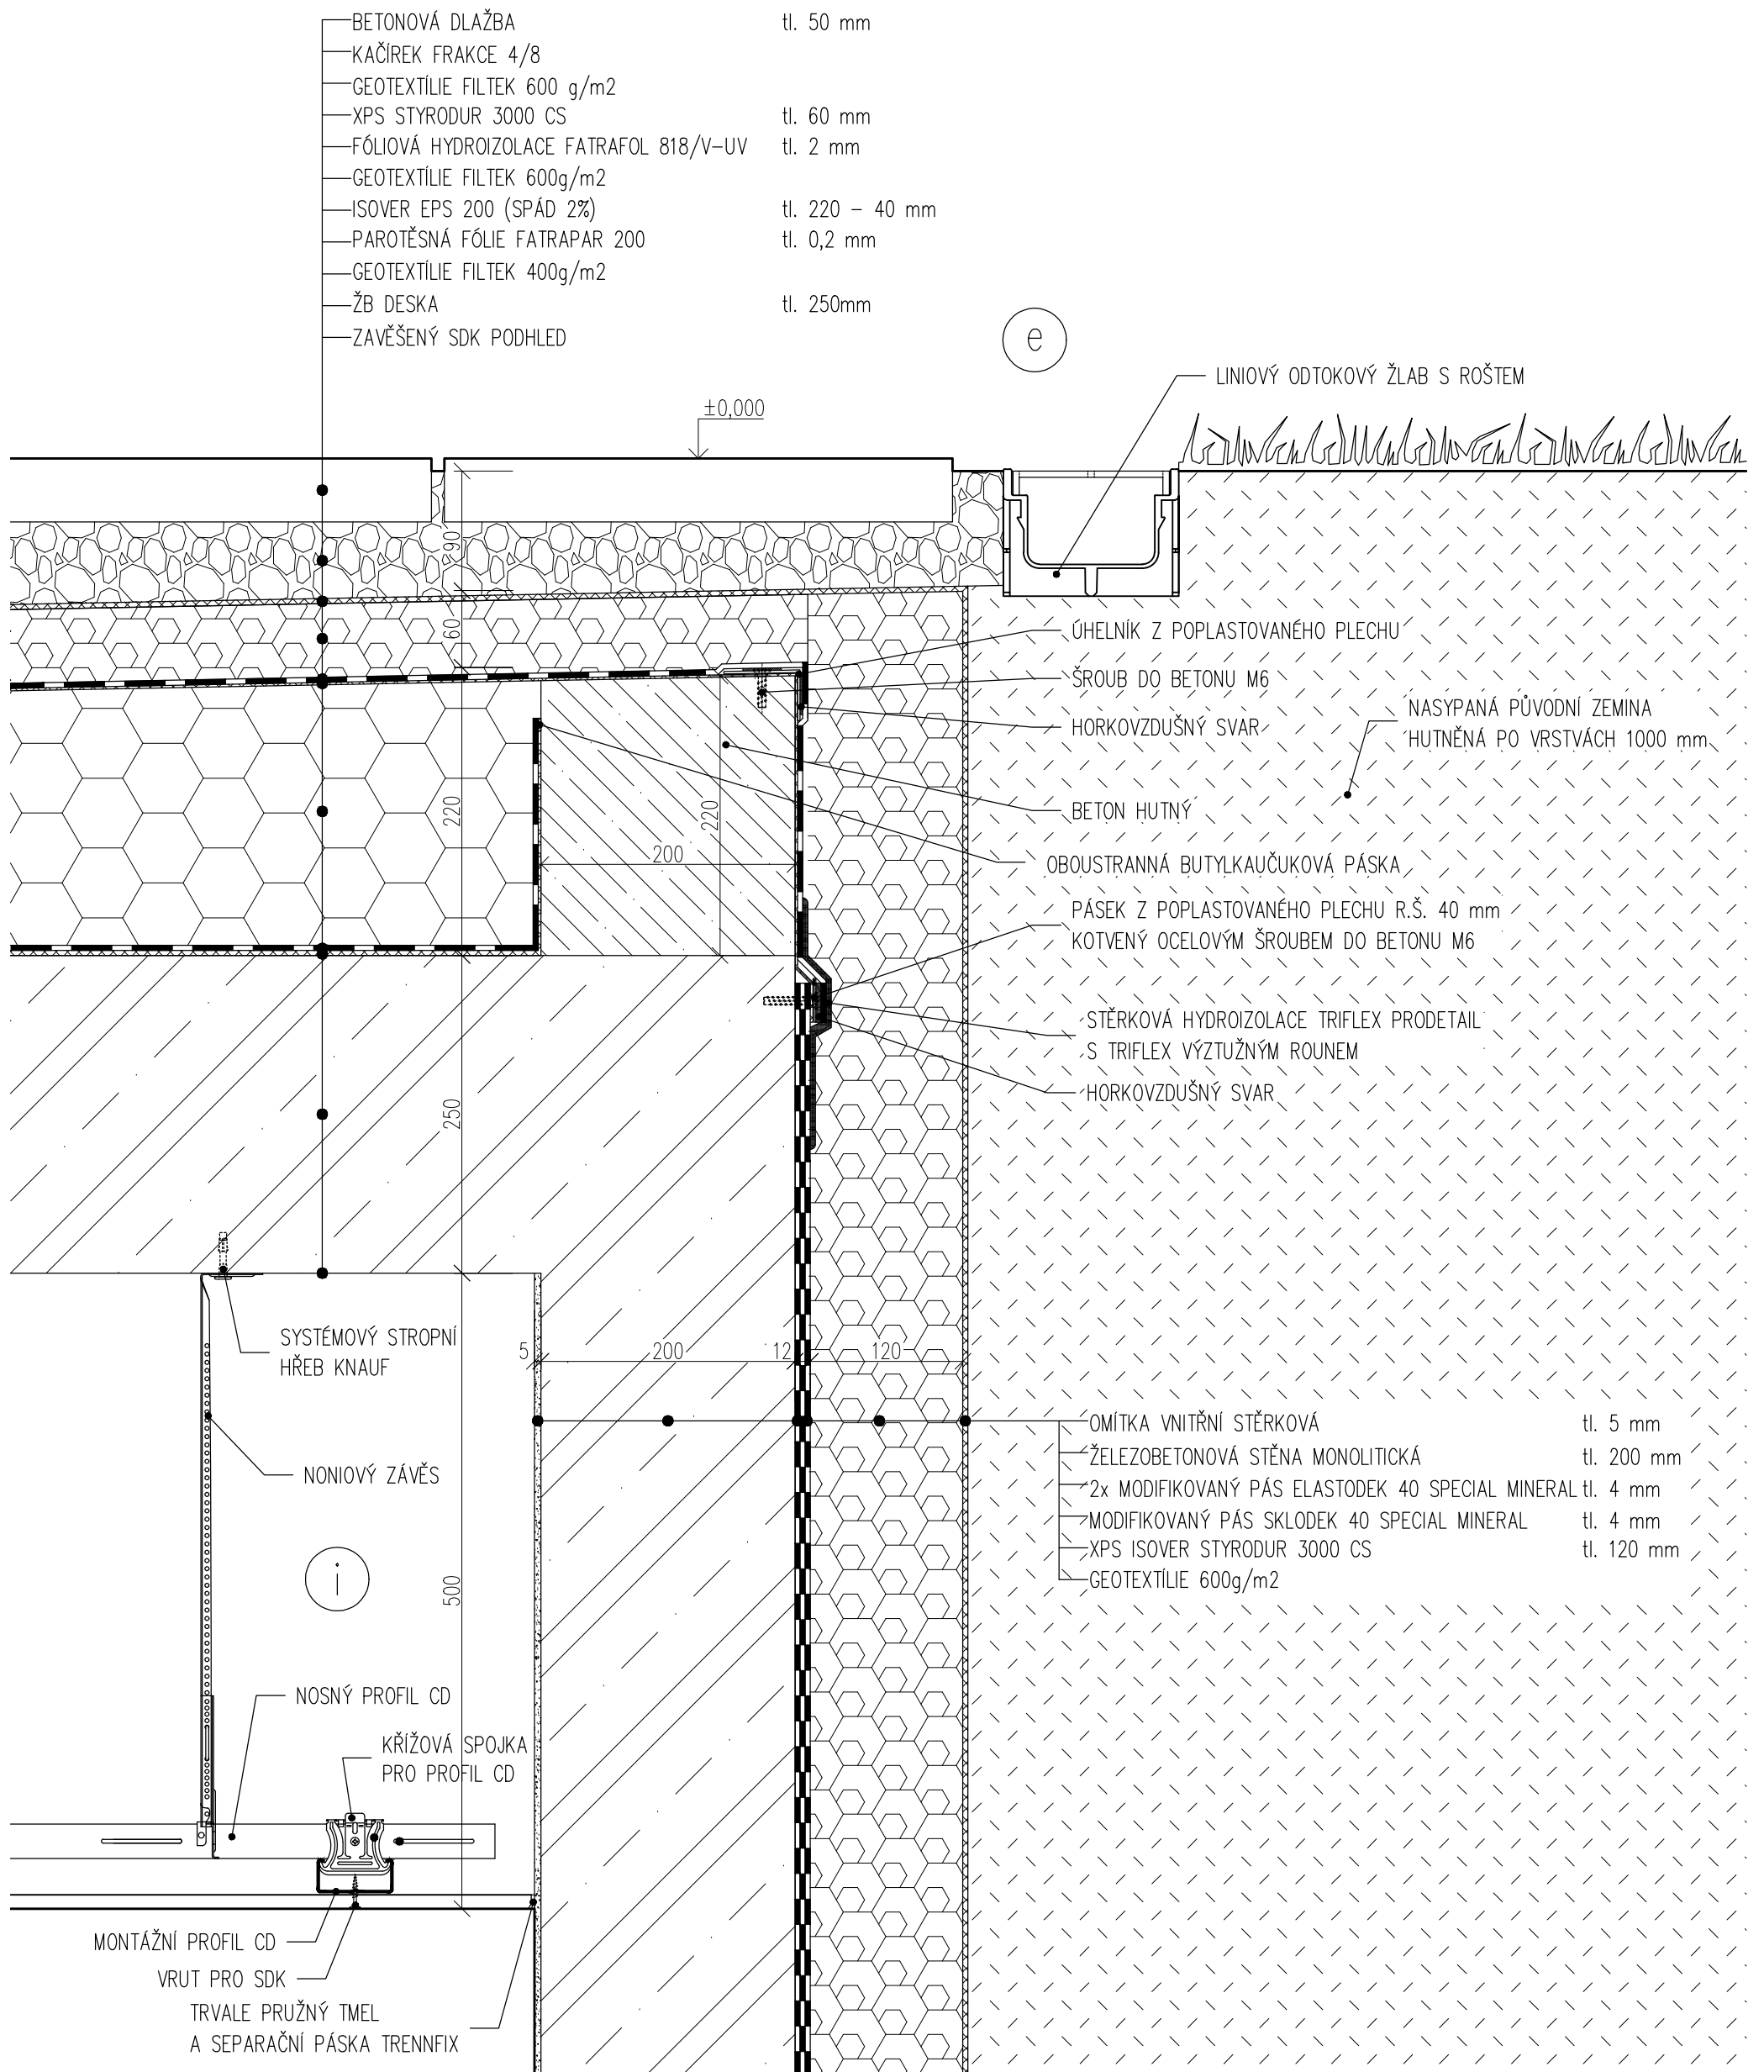 BETONOVÁ DLAŽBA tl. 50 mm
KAČÍREK FRAKCE 4/8
GEOTEXTÍLIE FILTEK 600 g/m2
XPS STYRODUR 3000 CS tl. 60 mm
FÓLIOVÁ HYDROIZOLACE FATRAFOL 818/V-UV tl. 2 mm
GEOTEXTÍLIE FILTEK 600g/m2
ISOVER EPS 200 (SPÁD 2%) tl. 220 - 40 mm
PAROTĚSNÁ FÓLIE FATRAPAR 200 tl. 0,2 mm
GEOTEXTÍLIE FILTEK 400g/m2
ŽB DESKA tl. 250mm
ZAVĚŠENÝ SDK PODHLED
e
LINIOVÝ ODTOKOVÝ ŽLAB S ROŠTEM
±0,000
90
60
220
220
200
250
ÚHELNÍK Z POPLASTOVANÉHO PLECHU
ŠROUB DO BETONU M6
HORKOVZDUŠNÝ SVAR
NASYPANÁ PŮVODNÍ ZEMINA
HUTNĚNÁ PO VRSTVÁCH 1000 mm
BETON HUTNÝ
OBOUSTRANNÁ BUTYLKAUČUKOVÁ PÁSKA
PÁSEK Z POPLASTOVANÉHO PLECHU R.Š. 40 mm
KOTVENÝ OCELOVÝM ŠROUBEM DO BETONU M6
STĚRKOVÁ HYDROIZOLACE TRIFLEX PRODETAIL
S TRIFLEX VÝZTUŽNÝM ROUNEM
HORKOVZDUŠNÝ SVAR
SYSTÉMOVÝ STROPNÍ
HŘEB KNAUF
5 200 12 120
NONIOVÝ ZÁVĚS
OMÍTKA VNITŘNÍ STĚRKOVÁ tl. 5 mm
ŽELEZOBETONOVÁ STĚNA MONOLITICKÁ tl. 200 mm
2x MODIFIKOVANÝ PÁS ELASTODEK 40 SPECIAL MINERAL tl. 4 mm
MODIFIKOVANÝ PÁS SKLODEK 40 SPECIAL MINERAL tl. 4 mm
XPS ISOVER STYRODUR 3000 CS tl. 120 mm
GEOTEXTÍLIE 600g/m2
i
500
NOSNÝ PROFIL CD
KŘÍŽOVÁ SPOJKA
PRO PROFIL CD
MONTÁŽNÍ PROFIL CD
VRUT PRO SDK
TRVALE PRUŽNÝ TMEL
A SEPARAČNÍ PÁSKA TRENNFIX